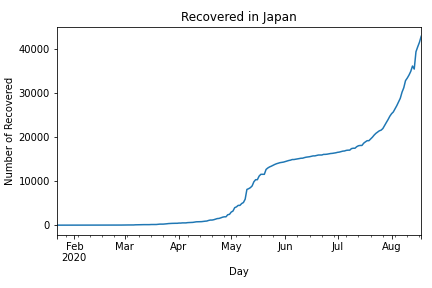 Recovered in Japan
Number of Recovered
40000
30000
20000
10000
0
Feb Mar Apr May Jun Jul Aug
2020
Day